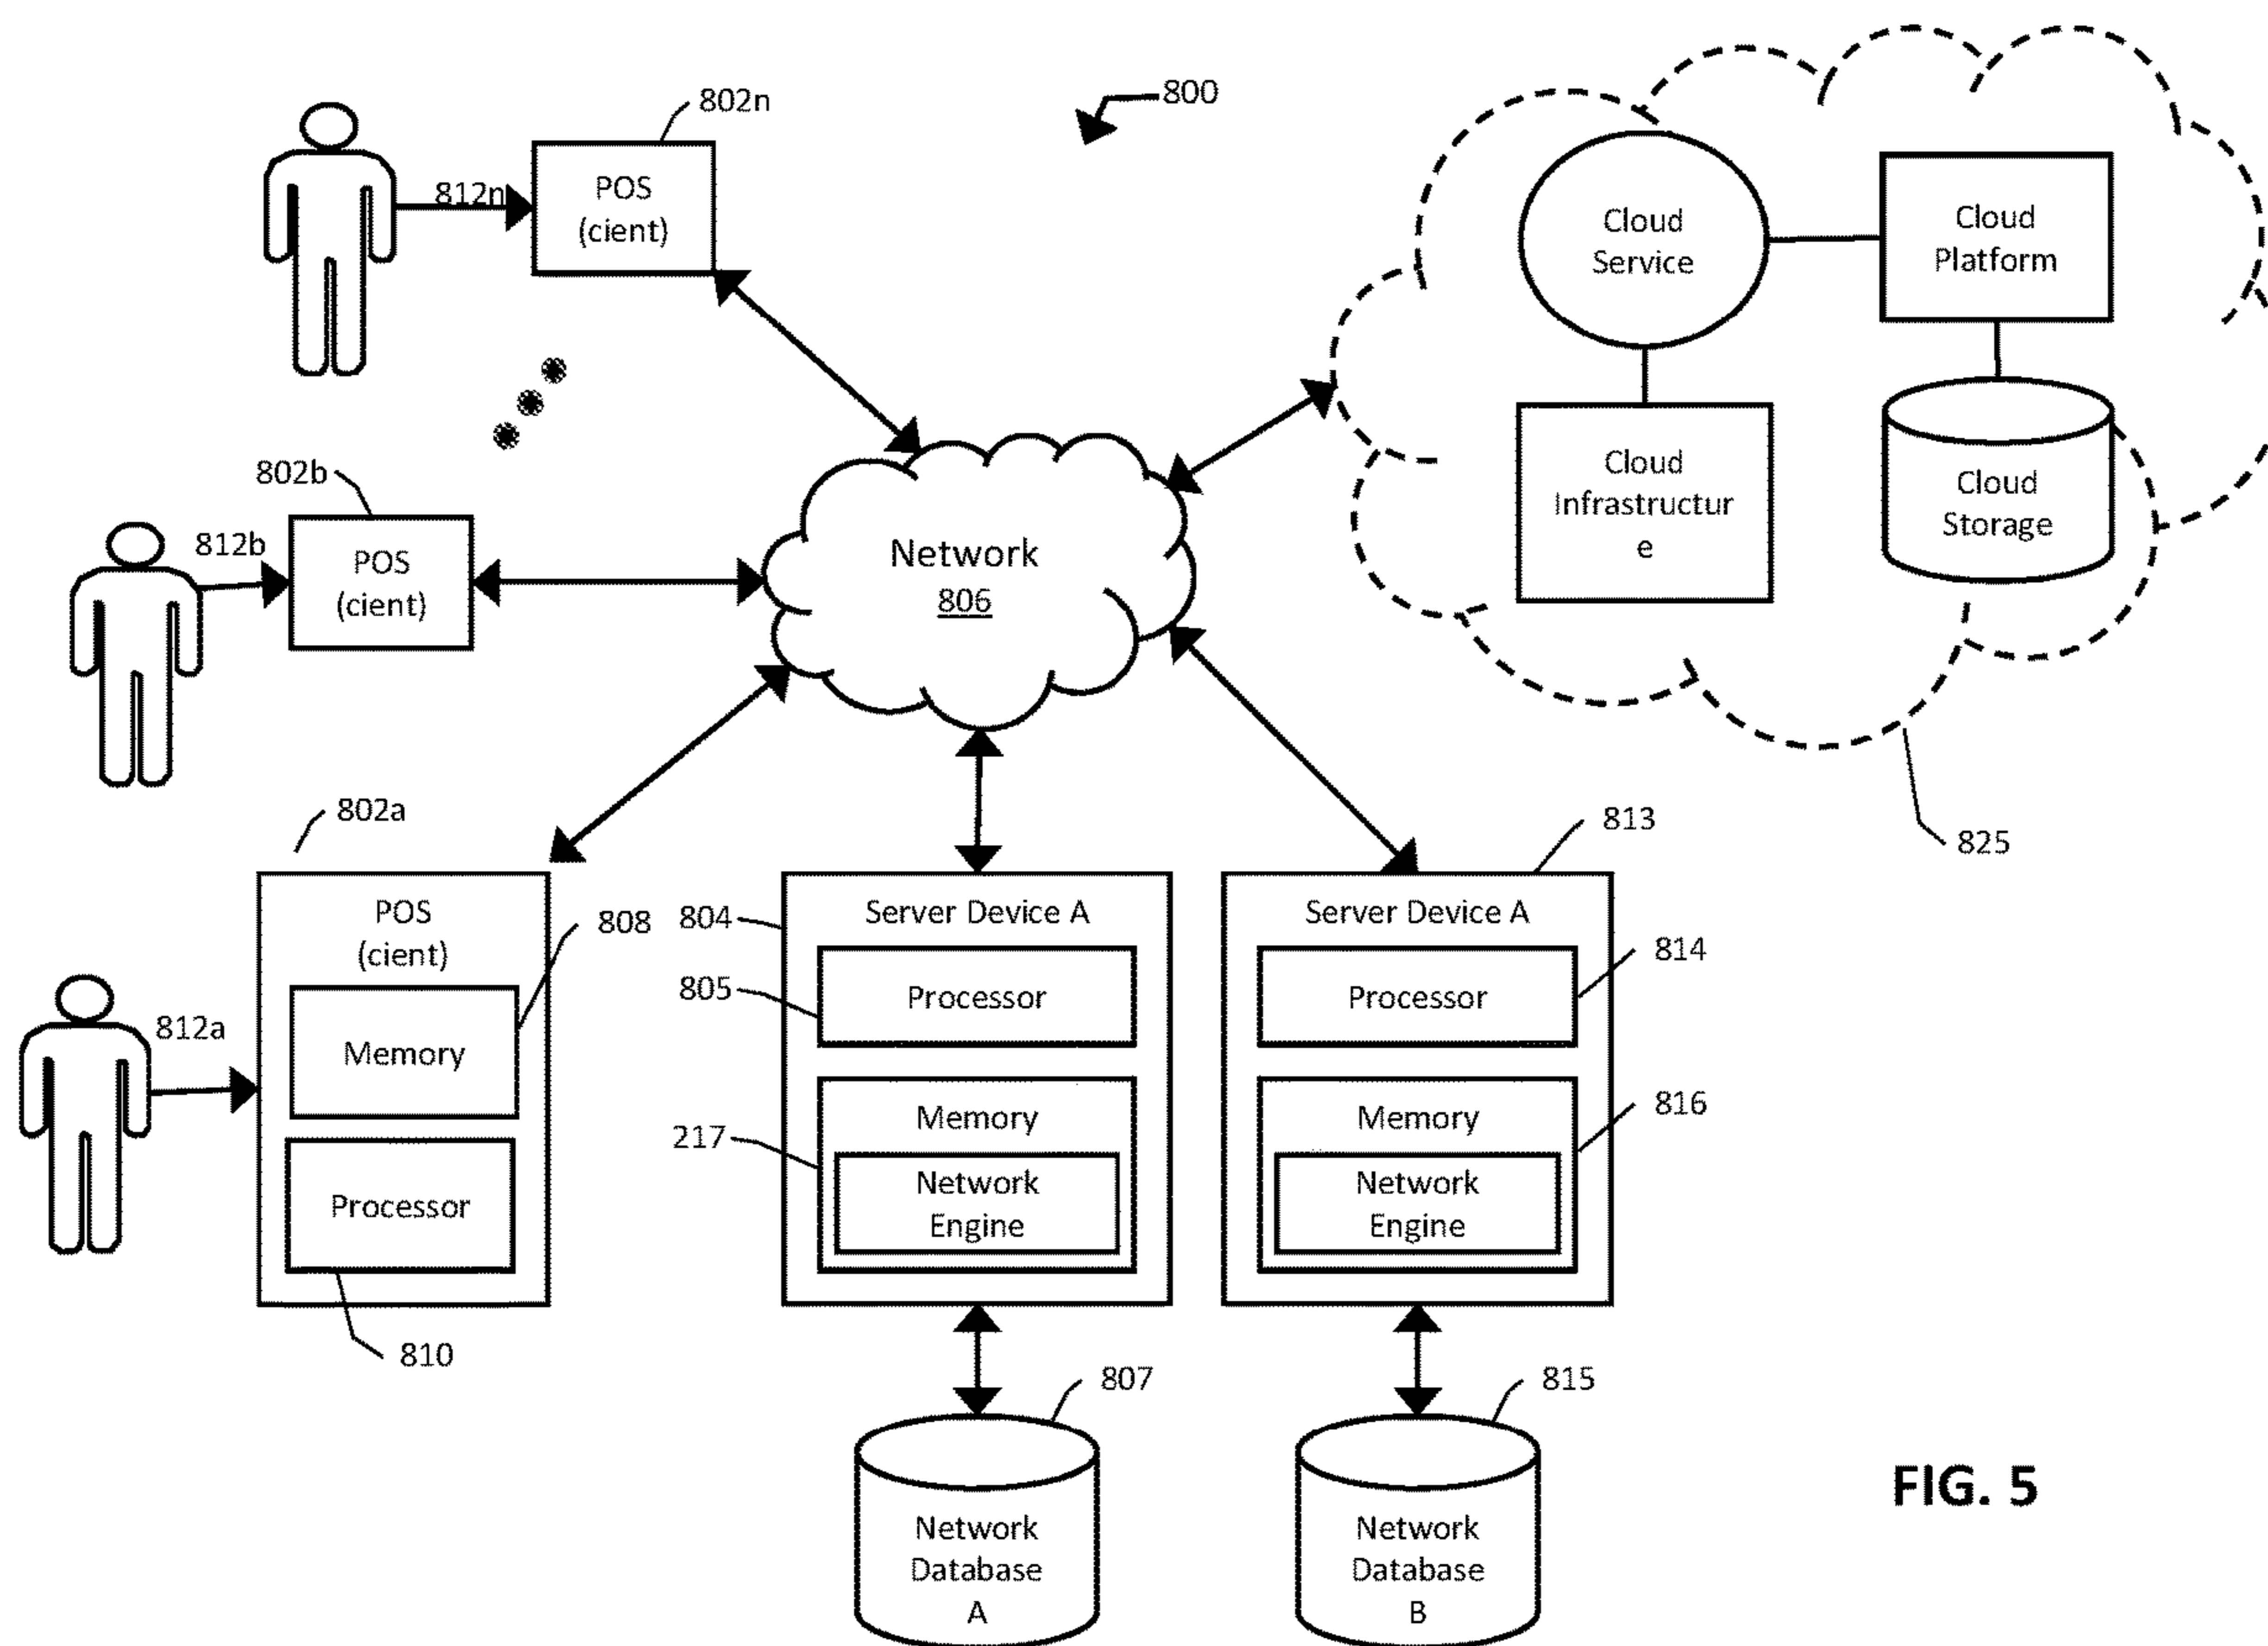 802n
800
812n
POS
(cient)
Cloud
Service
Cloud
Platform
802b
812b
POS
(cient)
Network
806
Cloud
Infrastructur
e
Cloud
Storage
802a
813
825
POS
(cient)
808
Memory
Processor
810
812a
804
Server Device A
805
Processor
217
Memory
Network
Engine
Server Device A
814
Processor
816
Memory
Network
Engine
807
Network
Database
A
815
Network
Database
B
FIG. 5